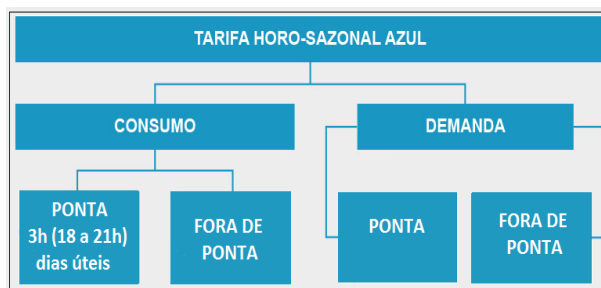 TARIFA HORO-SAZONAL AZUL
CONSUMO
DEMANDA
PONTA
3h (18 a 21h)
dias úteis
FORA DE
PONTA
PONTA
FORA DE
PONTA